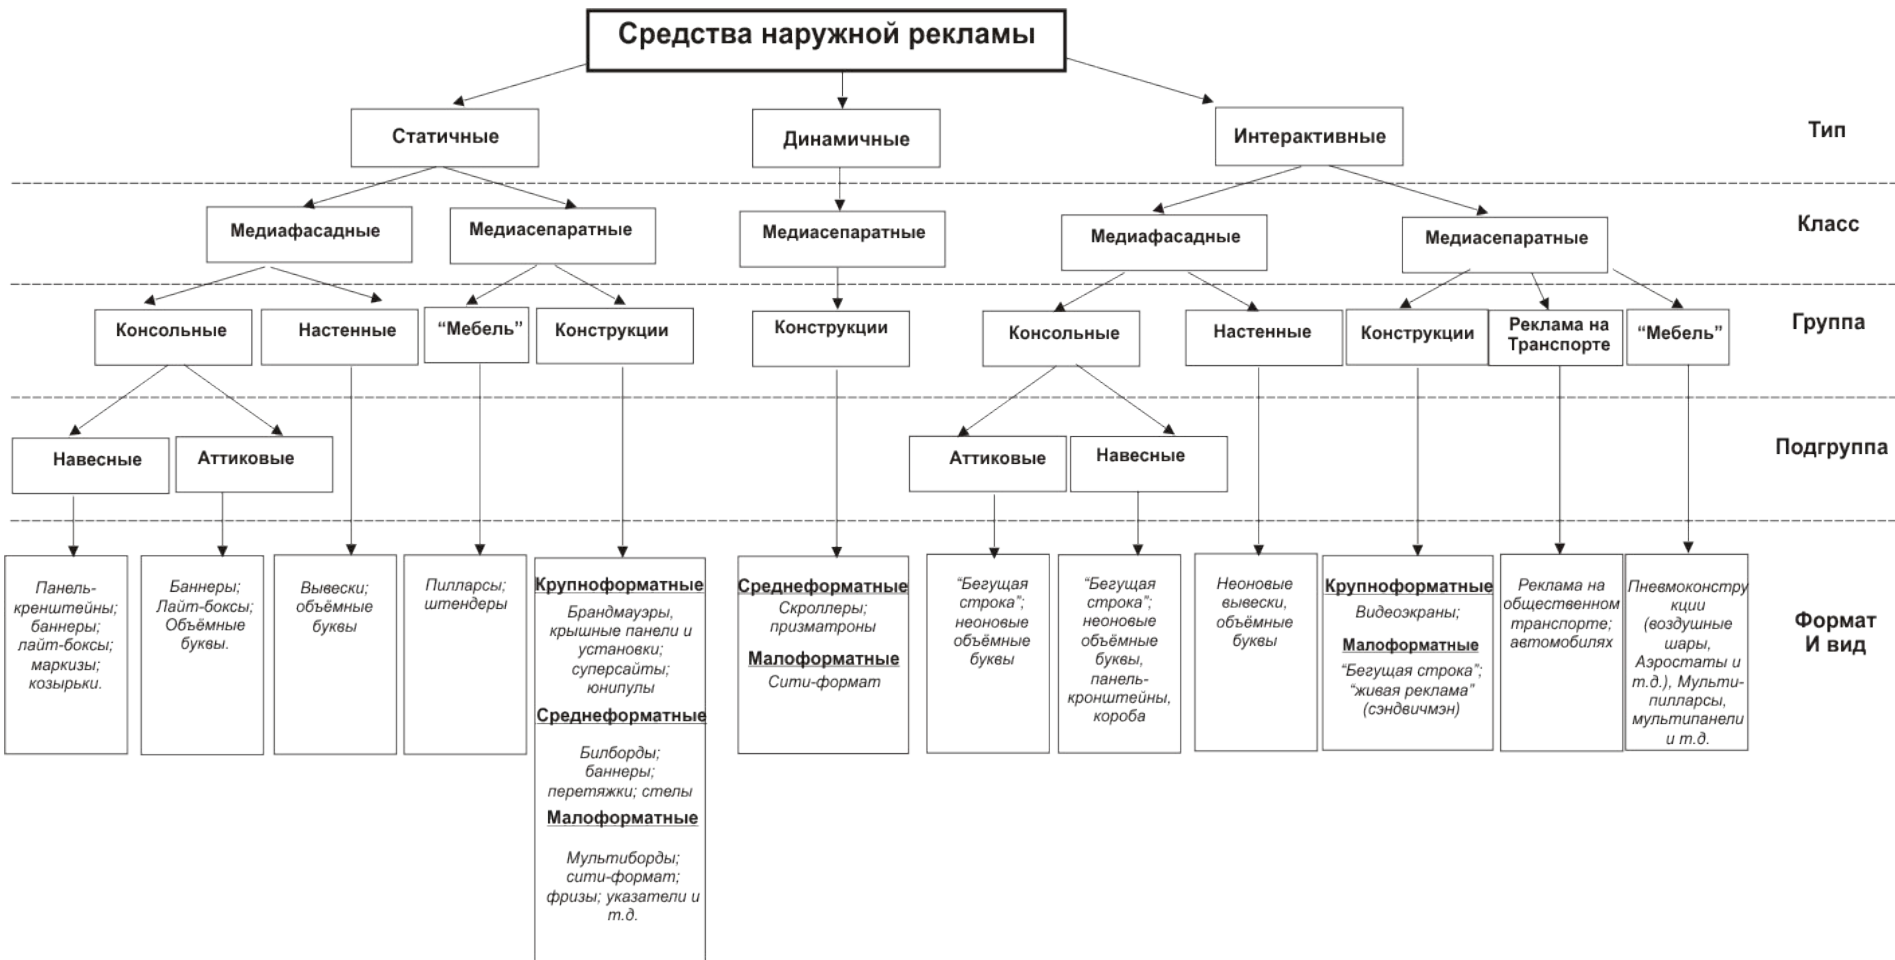 Средства наружной рекламы
Статичные
Динамичные
Интерактивные
Тип
Медиафасадные
Медиасепаратные
Медиасепаратные
Медиафасадные
Медиасепаратные
Класс
Консольные
Настенные
“Мебель”
Конструкции
Конструкции
Консольные
Настенные
Конструкции
Реклама на
Транспорте
“Мебель”
Группа
Навесные
Аттиковые
Аттиковые
Навесные
Подгруппа
Панель-
кренштейны;
баннеры;
лайт-боксы;
маркизы;
козырьки.
Баннеры;
Лайт-боксы;
Объёмные
буквы.
Вывески;
объёмные
буквы
Пилларсы;
штендеры
Крупноформатные
Брандмауэры,
крышные панели и
установки;
суперсайты;
юнипулы
Среднеформатные
Билборды;
баннеры;
перетяжки; стелы
Малоформатные
Мультиборды;
сити-формат;
фризы; указатели и
т.д.
Среднеформатные
Скроллеры;
призматроны
Малоформатные
Сити-формат
“Бегущая
строка”;
неоновые
объёмные
буквы
“Бегущая
строка”;
неоновые
объёмные
буквы,
панель-
кронштейны,
короба
Неоновые
вывески,
объёмные
буквы
Крупноформатные
Видеоэкраны;
Малоформатные
“Бегущая строка”;
“живая реклама”
(сэндвичмэн)
Реклама на
общественном
транспорте;
автомобилях
Пневмоконстру
кции
(воздушные
шары,
Аэростаты и
т.д.), Мульти-
пилларсы,
мультипанели
и т.д.
Формат
И вид